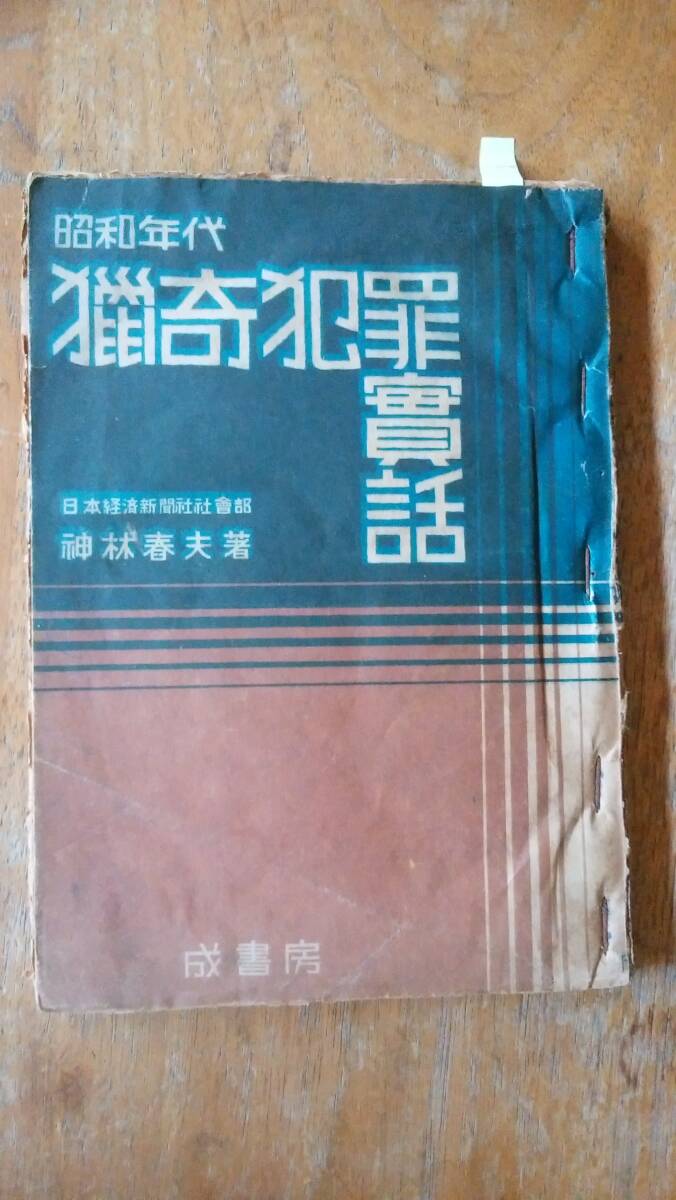 昭和年代
獵奇犯罪實話
日本経済新聞社社會部
神林春夫著
成書房